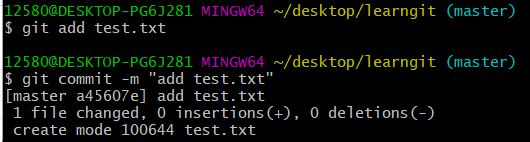 12580@DESKTOP-PG6J281 MINGW64 ~/desktop/learngit (master)
$ git add test.txt
12580@DESKTOP-PG6J281 MINGW64 ~/desktop/learngit (master)
$ git commit -m "add test.txt"
[master a45607e] add test.txt
 1 file changed, 0 insertions(+), 0 deletions(-)
 create mode 100644 test.txt